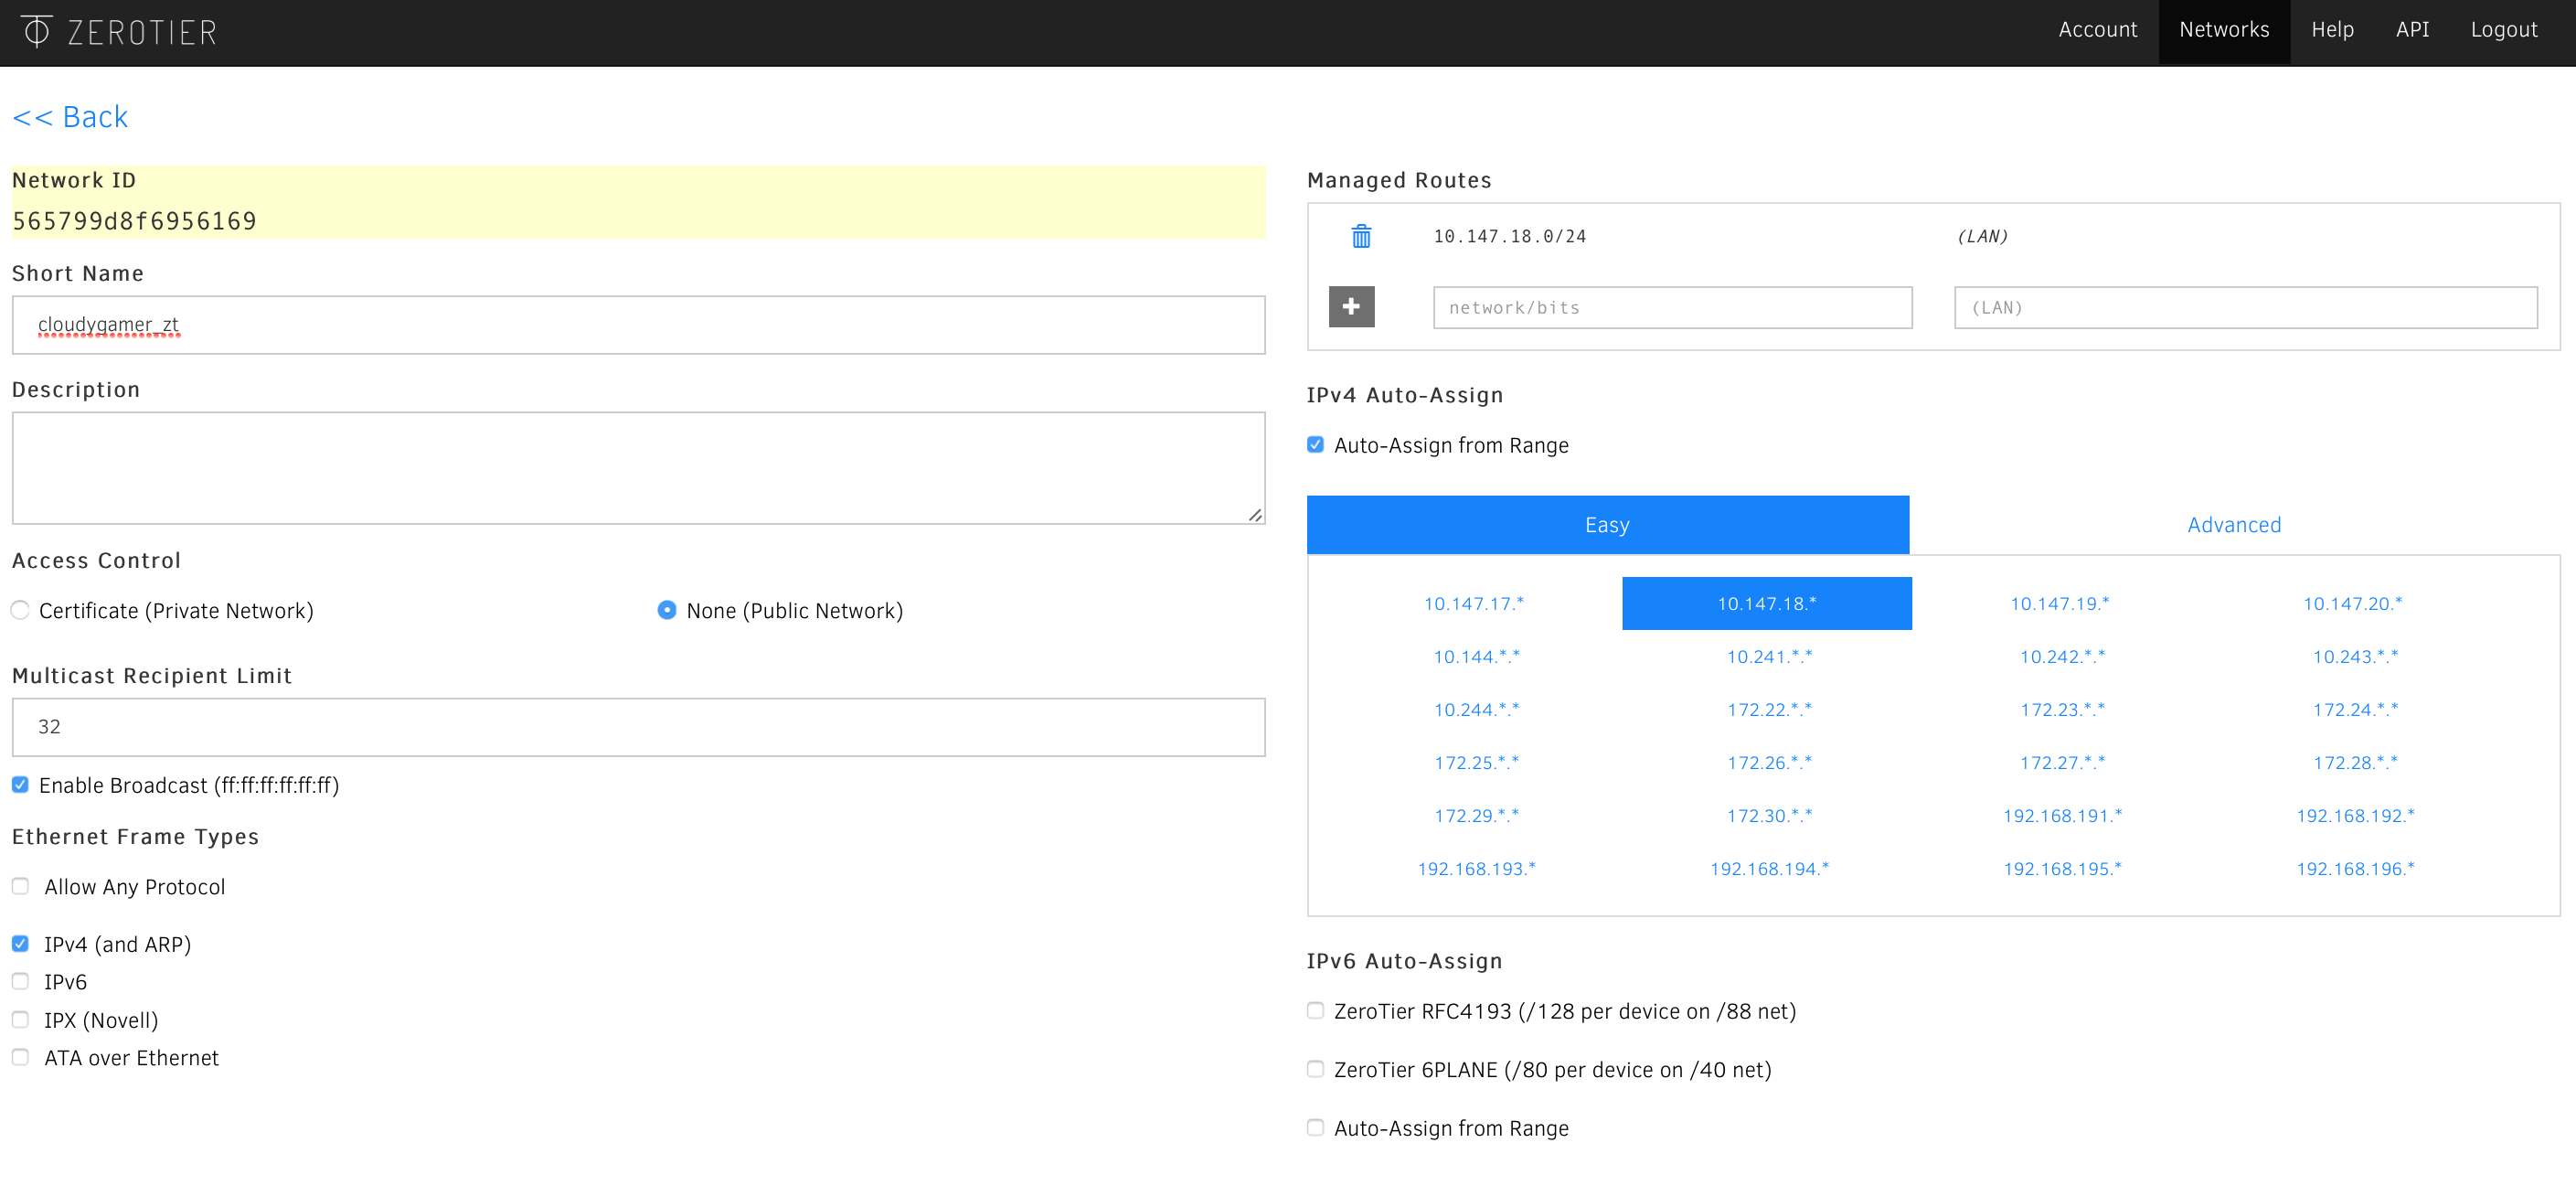 ZEROTIER
Account Networks Help API Logout
<< Back
Network ID
565799d8f6956169
Short Name
cloudygamer_zt
Description
Access Control
Certificate (Private Network) None (Public Network)
Multicast Recipient Limit
32
Enable Broadcast (ff:ff:ff:ff:ff:ff)
Ethernet Frame Types
Allow Any Protocol
IPv4 (and ARP)
IPv6
IPX (Novell)
ATA over Ethernet
Managed Routes
10.147.18.0/24 (LAN)
+ network/bits (LAN)
IPv4 Auto-Assign
Auto-Assign from Range
Easy Advanced
10.147.17.* 10.147.18.* 10.147.19.* 10.147.20.*
10.144.*.* 10.241.*.* 10.242.*.* 10.243.*.*
10.244.*.* 172.22.*.* 172.23.*.* 172.24.*.*
172.25.*.* 172.26.*.* 172.27.*.* 172.28.*.*
172.29.*.* 172.30.*.* 192.168.191.* 192.168.192.*
192.168.193.* 192.168.194.* 192.168.195.* 192.168.196.*
IPv6 Auto-Assign
ZeroTier RFC4193 (/128 per device on /88 net)
ZeroTier 6PLANE (/80 per device on /40 net)
Auto-Assign from Range